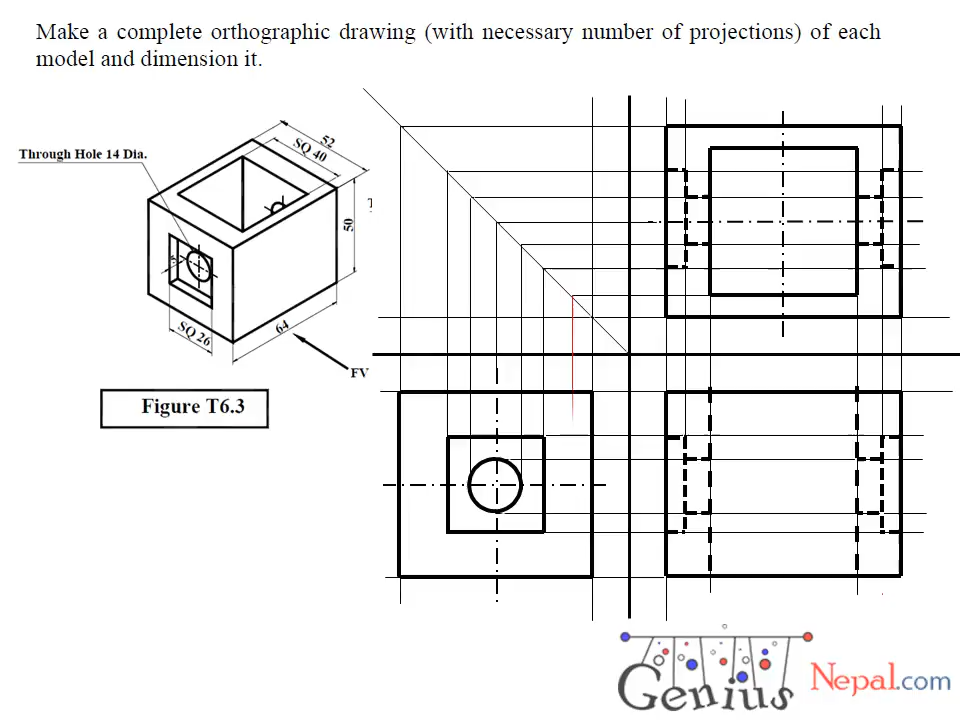 Make a complete orthographic drawing (with necessary number of projections) of each
model and dimension it.
Through Hole 14 Dia.
52
SQ 40
50
SQ 26
64
FV
Figure T6.3
Genius
Nepal.com